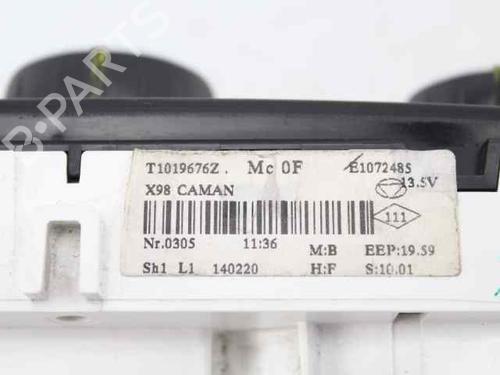 T1019676Z . Mc 0F E1072485
X98 CAMAN 13.5V
111
Nr.0305 11:36 M:B EEP:19.59
Sh1 L1 140220 H:F S:10.01
B-PARTS